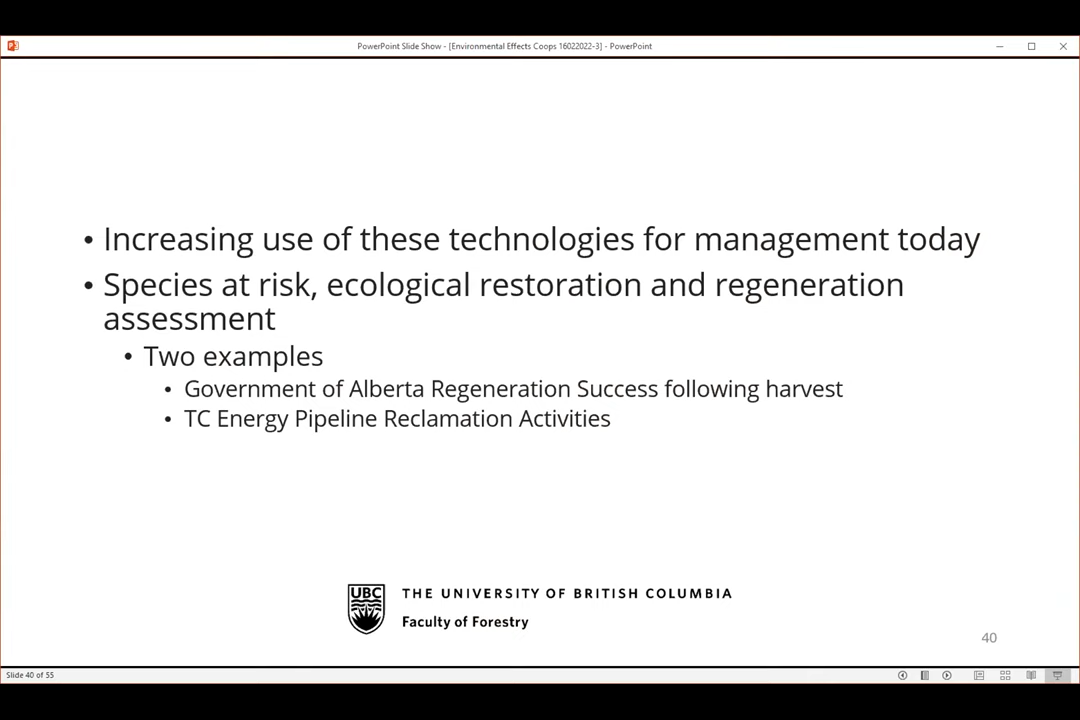 PowerPoint Slide Show - [Environmental Effects Coops 16022022-3] - PowerPoint
• Increasing use of these technologies for management today
• Species at risk, ecological restoration and regeneration
assessment
• Two examples
• Government of Alberta Regeneration Success following harvest
• TC Energy Pipeline Reclamation Activities
UBC
THE UNIVERSITY OF BRITISH COLUMBIA
Faculty of Forestry
40
Slide 40 of 55